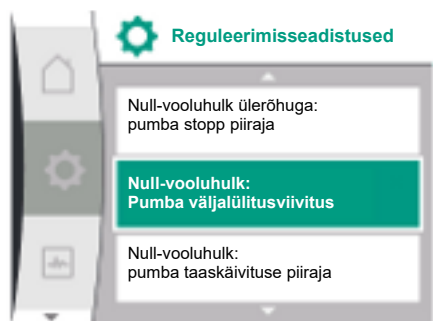 Reguleerimisseadistused
Null-vooluhulk ülerõhuga:
pumba stopp piiraja
Null-vooluhulk:
Pumba väljalülitusviivitus
Null-vooluhulk:
pumba taaskäivituse piiraja